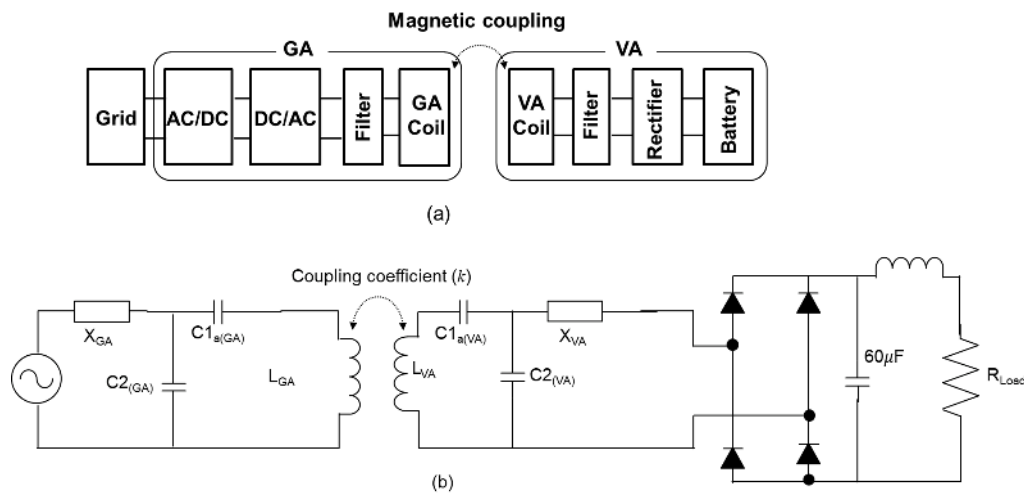 Magnetic coupling
GA
VA
Grid
AC/DC
DC/AC
Filter
GA
Coil
VA
Coil
Filter
Rectifier
Battery
(a)
Coupling coefficient (k)
X_GA
C1_a(GA)
C2_(GA)
L_GA
L_VA
C1_a(VA)
C2_(VA)
X_VA
60µF
R_Load
(b)